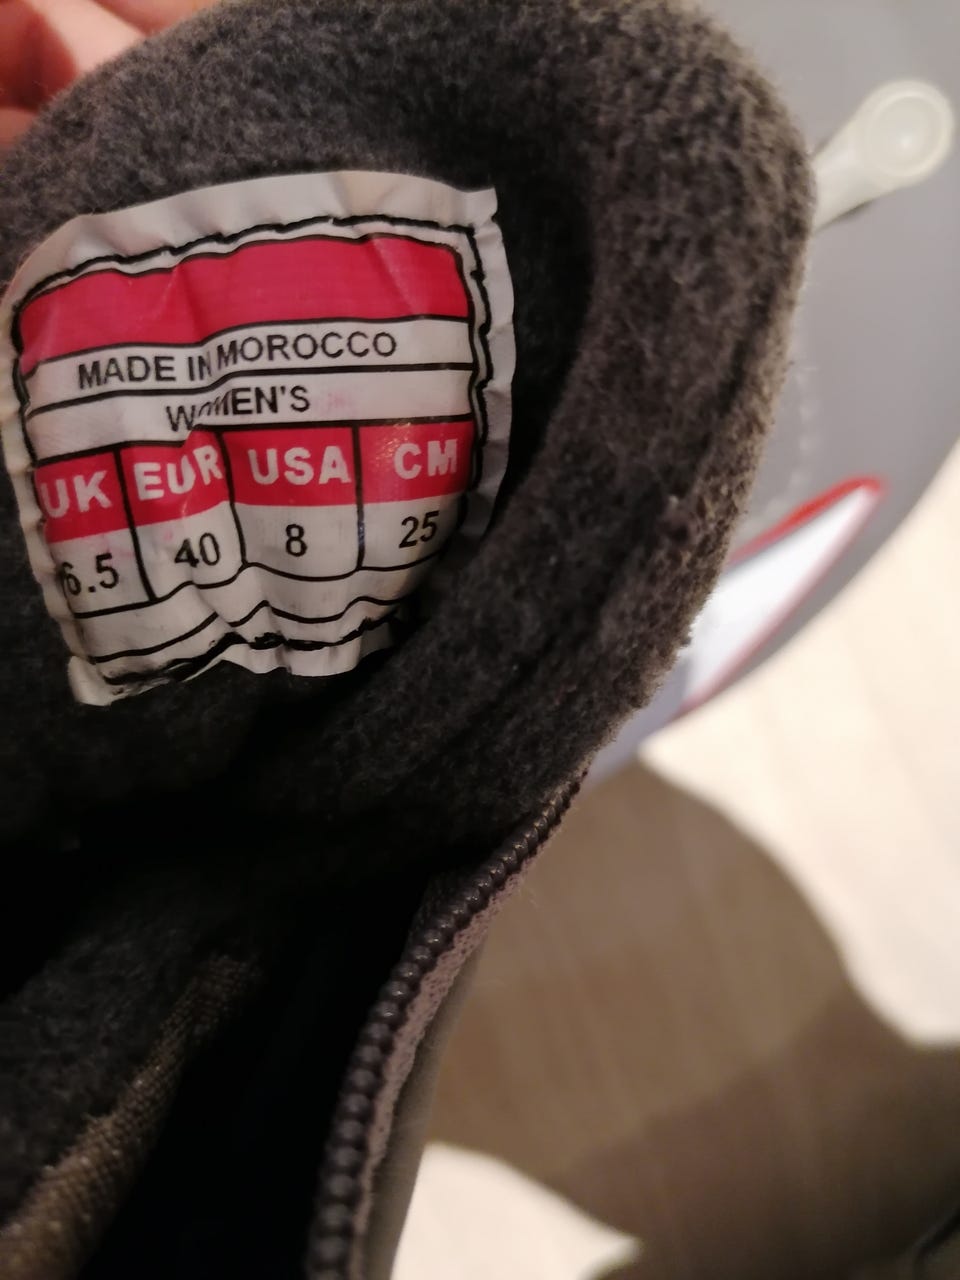 MADE IN MOROCCO
WOMEN'S
UK EUR USA CM
6.5 40 8 25